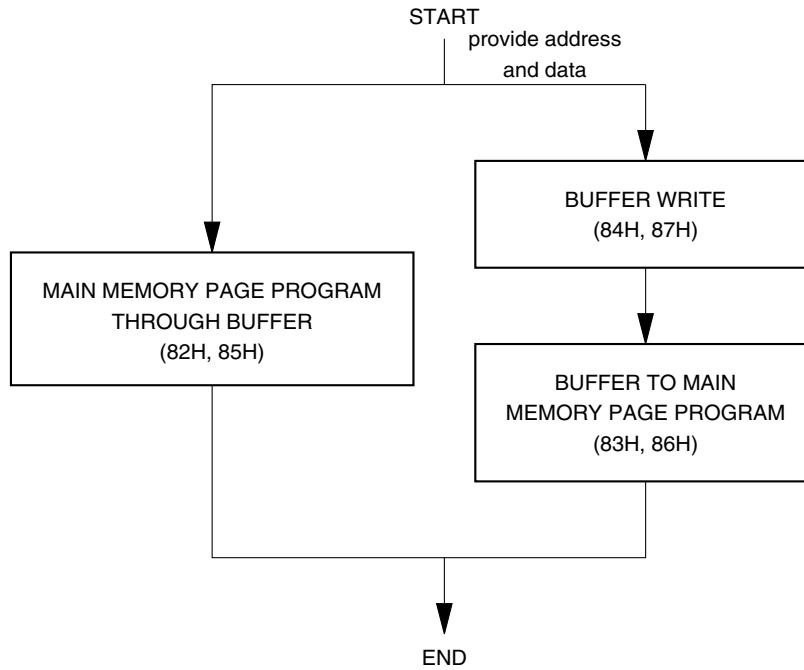 START
provide address
and data
BUFFER WRITE
(84H, 87H)
MAIN MEMORY PAGE PROGRAM
THROUGH BUFFER
(82H, 85H)
BUFFER TO MAIN
MEMORY PAGE PROGRAM
(83H, 86H)
END